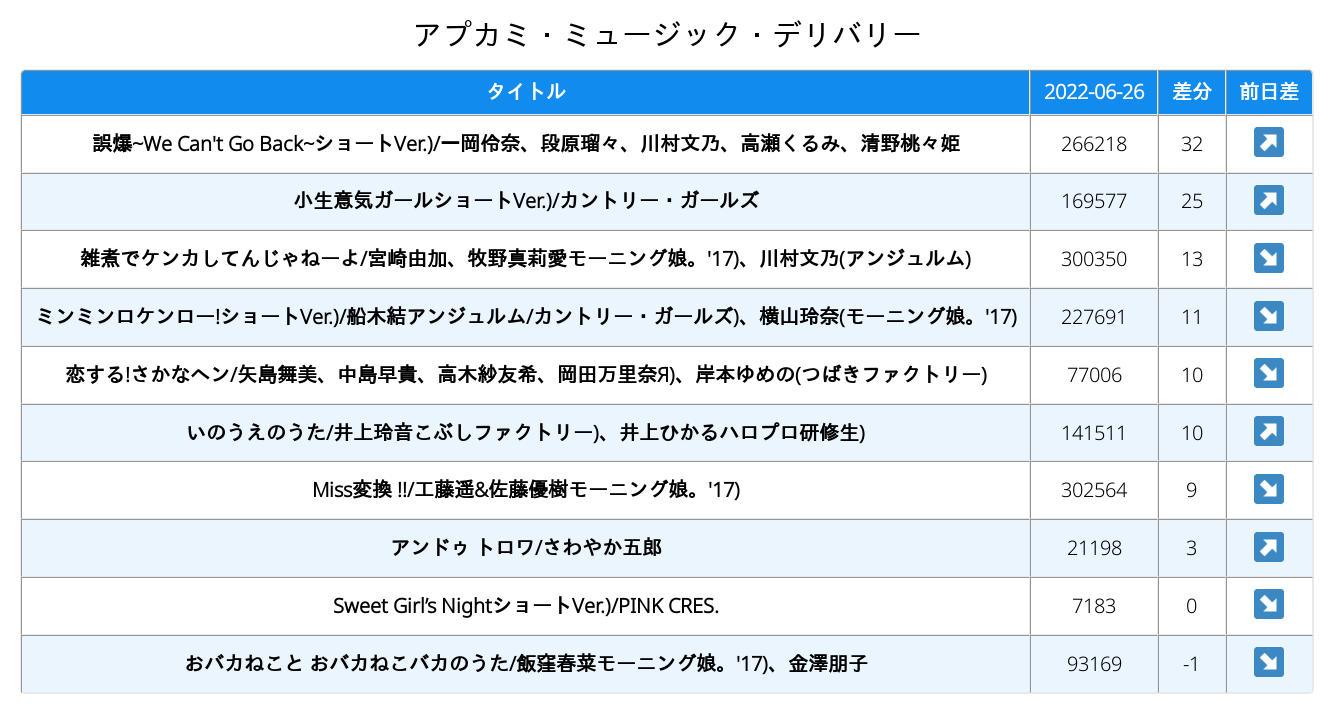 アプカミ・ミュージック・デリバリー
タイトル 2022-06-26 差分 前日差
誤爆~We Can't Go Back~ショートVer.)/一岡伶奈、段原瑠々、川村文乃、高瀬くるみ、清野桃々姫 266218 32
小生意気ガールショートVer.)/カントリー・ガールズ 169577 25
雑煮でケンカしてんじゃねーよ/宮崎由加、牧野真莉愛モーニング娘。'17)、川村文乃(アンジュルム) 300350 13
ミンミンロケンロー!ショートVer.)/船木結アンジュルム/カントリー・ガールズ)、横山玲奈(モーニング娘。'17) 227691 11
恋する!さかなヘン/矢島舞美、中島早貴、高木紗友希、岡田万里奈Я)、岸本ゆめの(つばきファクトリー) 77006 10
いのうえのうた/井上玲音こぶしファクトリー)、井上ひかるハロプロ研修生) 141511 10
Miss変換 !!/工藤遥&佐藤優樹モーニング娘。'17) 302564 9
アンドゥ トロワ/さわやか五郎 21198 3
Sweet Girl’s NightショートVer.)/PINK CRES. 7183 0
おバカねこと おバカねこバカのうた/飯窪春菜モーニング娘。'17)、金澤朋子 93169 -1